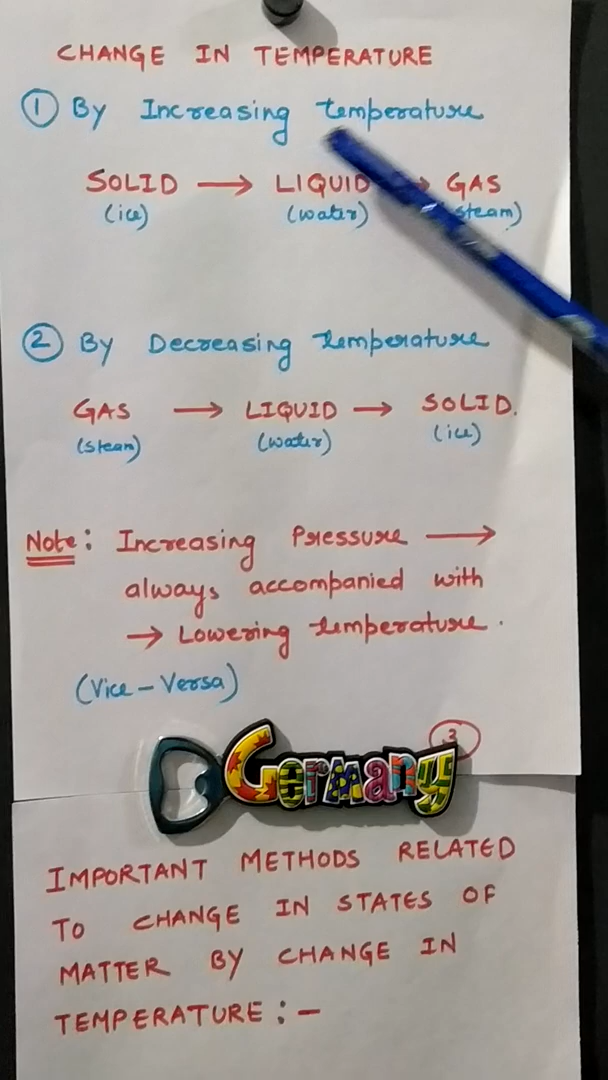 CHANGE IN TEMPERATURE
① By Increasing temperature
SOLID → LIQUID → GAS
(ice) (water) (steam)
② By Decreasing temperature
GAS → LIQUID → SOLID.
(steam) (water) (ice)
Note: Increasing Pressure →
always accompanied with
→ Lowering temperature.
(Vice-Versa)
3
Germany
IMPORTANT METHODS RELATED
TO CHANGE IN STATES OF
MATTER BY CHANGE IN
TEMPERATURE:-